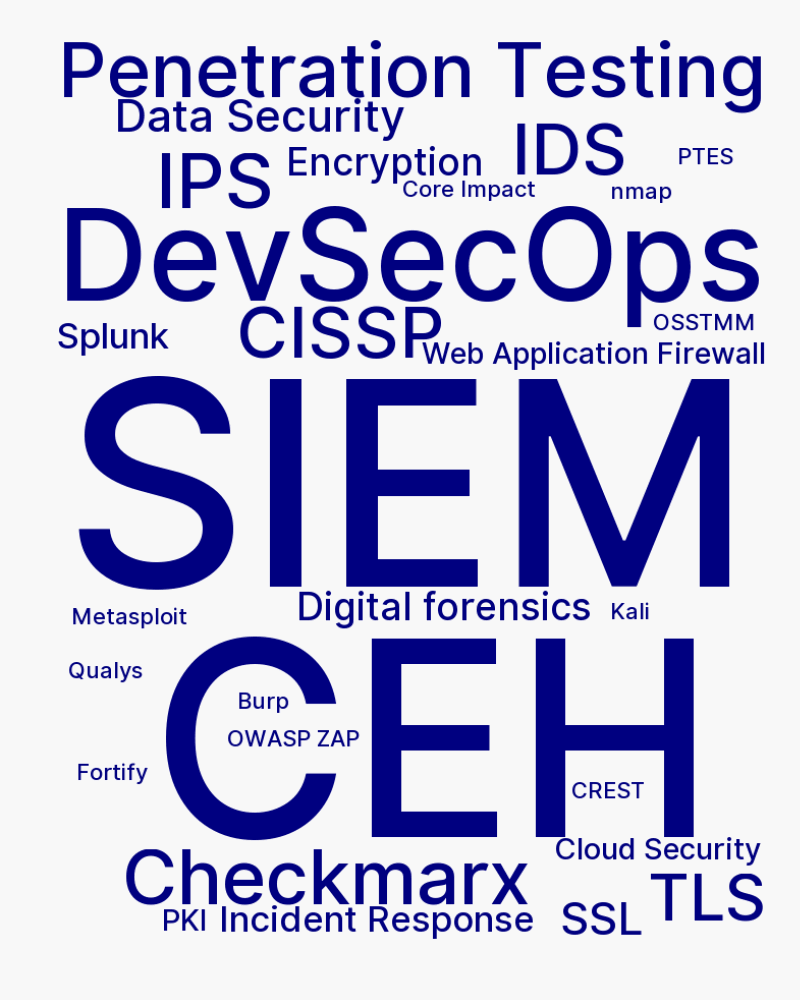 Penetration Testing
Data Security
IDS
IPS
Encryption
PTES
Core Impact
nmap
DevSecOps
Splunk
CISSP
OSSTMM
Web Application Firewall
SIEM
Metasploit
Digital forensics
Kali
CEH
Qualys
Burp
OWASP ZAP
Fortify
CREST
Cloud Security
Checkmarx
TLS
PKI
Incident Response
SSL